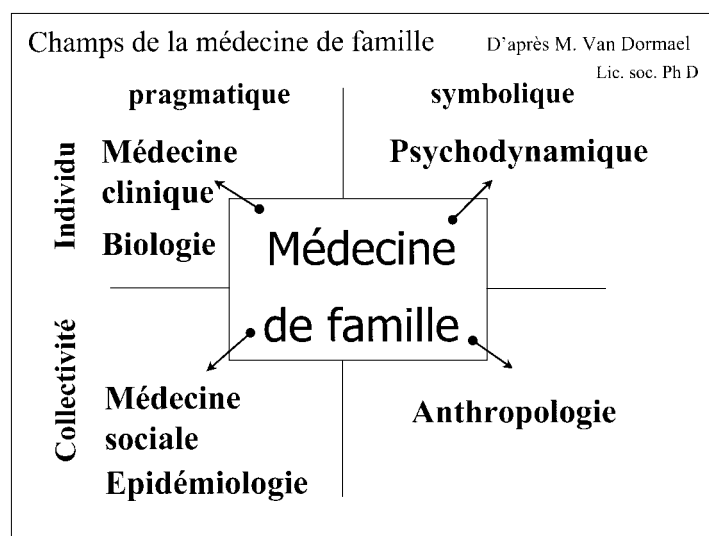 Champs de la médecine de famille
D'après M. Van Dormael
Lic. soc. Ph D
pragmatique
symbolique
Individu
Médecine
clinique
Biologie
Psychodynamique
Médecine
de famille
Collectivité
Médecine
sociale
Epidémiologie
Anthropologie